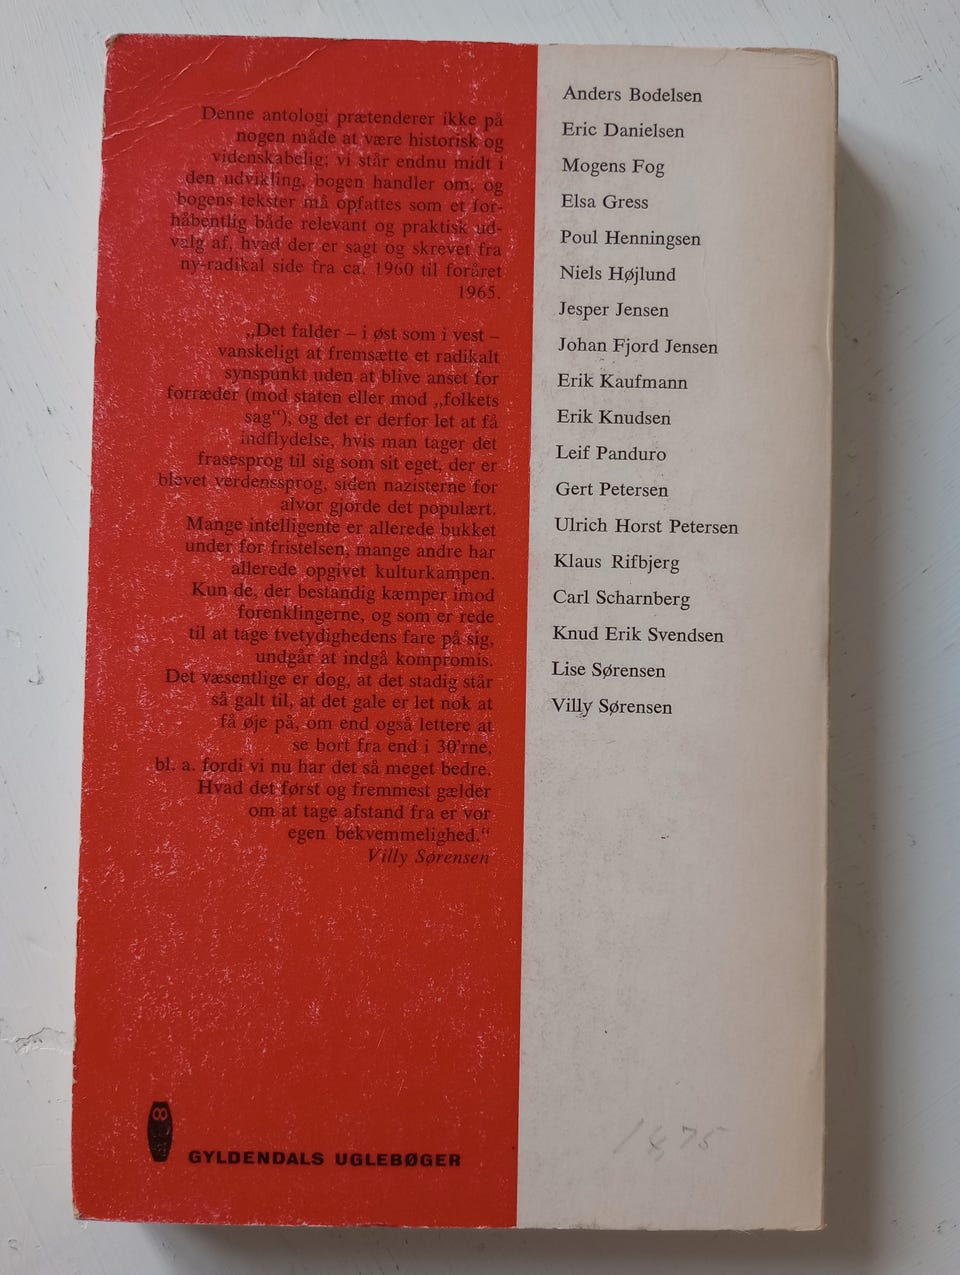 Denne antologi prætenderer ikke på
nogen måde at være historisk og
videnskabelig; vi står endnu midt i
den udvikling, bogen handler om, og
bogens tekster må opfattes som et for-
håbentlig både relevant og praktisk ud-
valg af, hvad der er sagt og skrevet fra
ny-radikal side fra ca. 1960 til foråret
1965.
„Det falder – i øst som i vest –
vanskeligt at fremsætte et radikalt
synspunkt uden at blive anset for
forræder (mod staten eller mod „folkets
sag“), og det er derfor let at få
indflydelse, hvis man tager det
frasesprog til sig som sit eget, der er
blevet verdenssprog, siden nazisterne for
alvor gjorde det populært.
Mange intelligente er allerede bukket
under for fristelsen, mange andre har
allerede opgivet kulturkampen.
Kun de, der bestandig kæmper imod
forenklingerne, og som er rede
til at tage tvetydighedens fare på sig,
undgår at indgå kompromis.
Det væsentlige er dog, at det stadig står
så galt til, at det gale er let nok at
få øje på, om end også lettere at
se bort fra end i 30'rne,
bl. a. fordi vi nu har det så meget bedre.
Hvad det først og fremmest gælder
om at tage afstand fra er vor
egen bekvemmelighed.“
Villy Sørensen
GYLDENDALS UGLEBØGER
Anders Bodelsen
Eric Danielsen
Mogens Fog
Elsa Gress
Poul Henningsen
Niels Højlund
Jesper Jensen
Johan Fjord Jensen
Erik Kaufmann
Erik Knudsen
Leif Panduro
Gert Petersen
Ulrich Horst Petersen
Klaus Rifbjerg
Carl Scharnberg
Knud Erik Svendsen
Lise Sørensen
Villy Sørensen